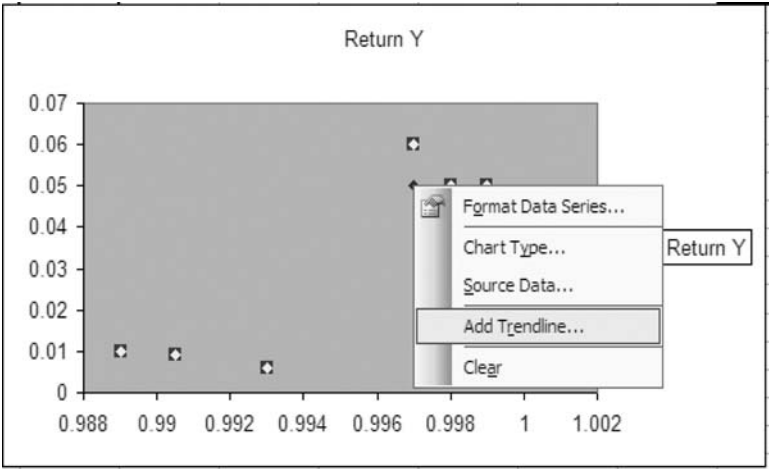 Return Y
0.07
0.06
0.05
0.04
0.03
0.02
0.01
0
0.988 0.99 0.992 0.994 0.996 0.998 1 1.002
Format Data Series...
Chart Type...
Source Data...
Add Trendline...
Clear
Return Y